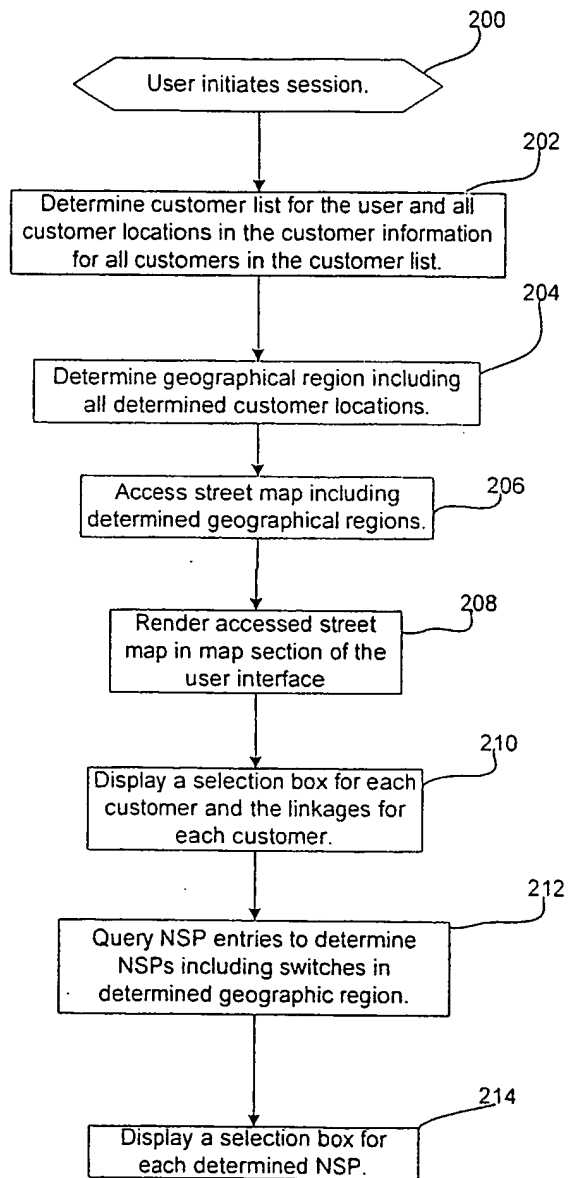 200
User initiates session.
202
Determine customer list for the user and all
customer locations in the customer information
for all customers in the customer list.
204
Determine geographical region including
all determined customer locations.
206
Access street map including
determined geographical regions.
208
Render accessed street
map in map section of the
user interface
210
Display a selection box for each
customer and the linkages for
each customer.
212
Query NSP entries to determine
NSPs including switches in
determined geographic region.
214
Display a selection box for
each determined NSP.